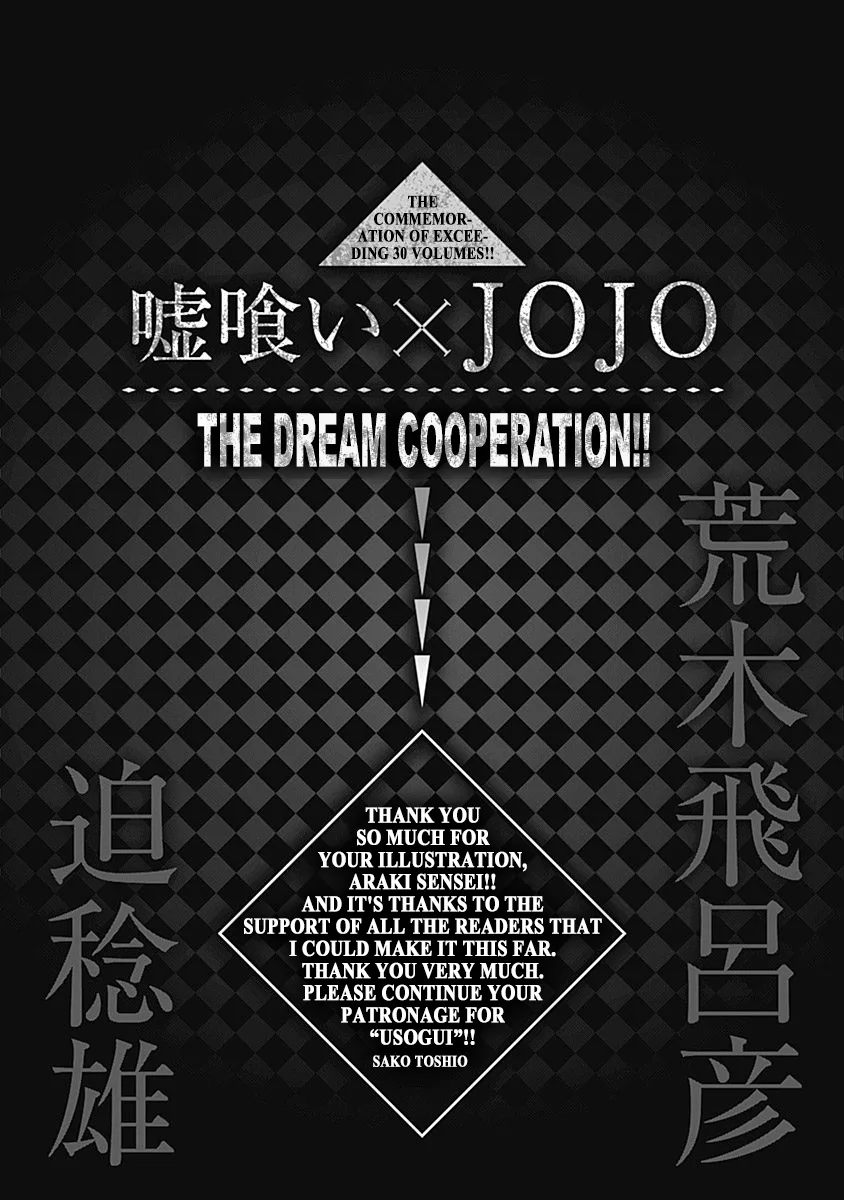 THE
COMMEMOR-
ATION OF EXCEE-
DING 30 VOLUMES!!
嘘喰い×JOJO
THE DREAM COOPERATION!!
荒木飛呂彦
迫稔雄
THANK YOU
SO MUCH FOR
YOUR ILLUSTRATION,
ARAKI SENSEI!!
AND IT'S THANKS TO THE
SUPPORT OF ALL THE READERS THAT
I COULD MAKE IT THIS FAR.
THANK YOU VERY MUCH.
PLEASE CONTINUE YOUR
PATRONAGE FOR
“USOGUI”!!
SAKO TOSHIO